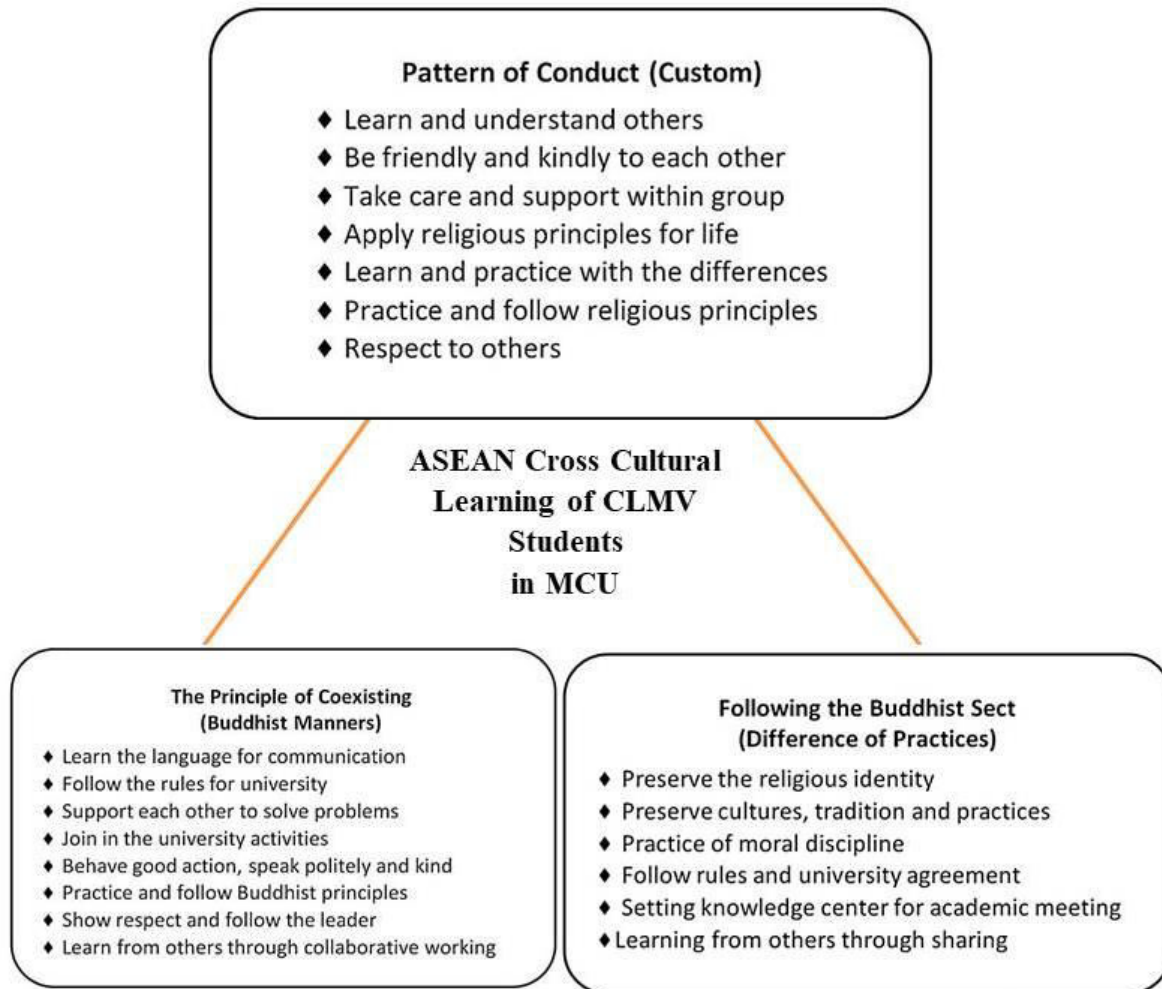 Pattern of Conduct (Custom)
♦ Learn and understand others
♦ Be friendly and kindly to each other
♦ Take care and support within group
♦ Apply religious principles for life
♦ Learn and practice with the differences
♦ Practice and follow religious principles
♦ Respect to others
ASEAN Cross Cultural
Learning of CLMV
Students
in MCU
The Principle of Coexisting
(Buddhist Manners)
♦ Learn the language for communication
♦ Follow the rules for university
♦ Support each other to solve problems
♦ Join in the university activities
♦ Behave good action, speak politely and kind
♦ Practice and follow Buddhist principles
♦ Show respect and follow the leader
♦ Learn from others through collaborative working
Following the Buddhist Sect
(Difference of Practices)
♦ Preserve the religious identity
♦ Preserve cultures, tradition and practices
♦ Practice of moral discipline
♦ Follow rules and university agreement
♦ Setting knowledge center for academic meeting
♦Learning from others through sharing